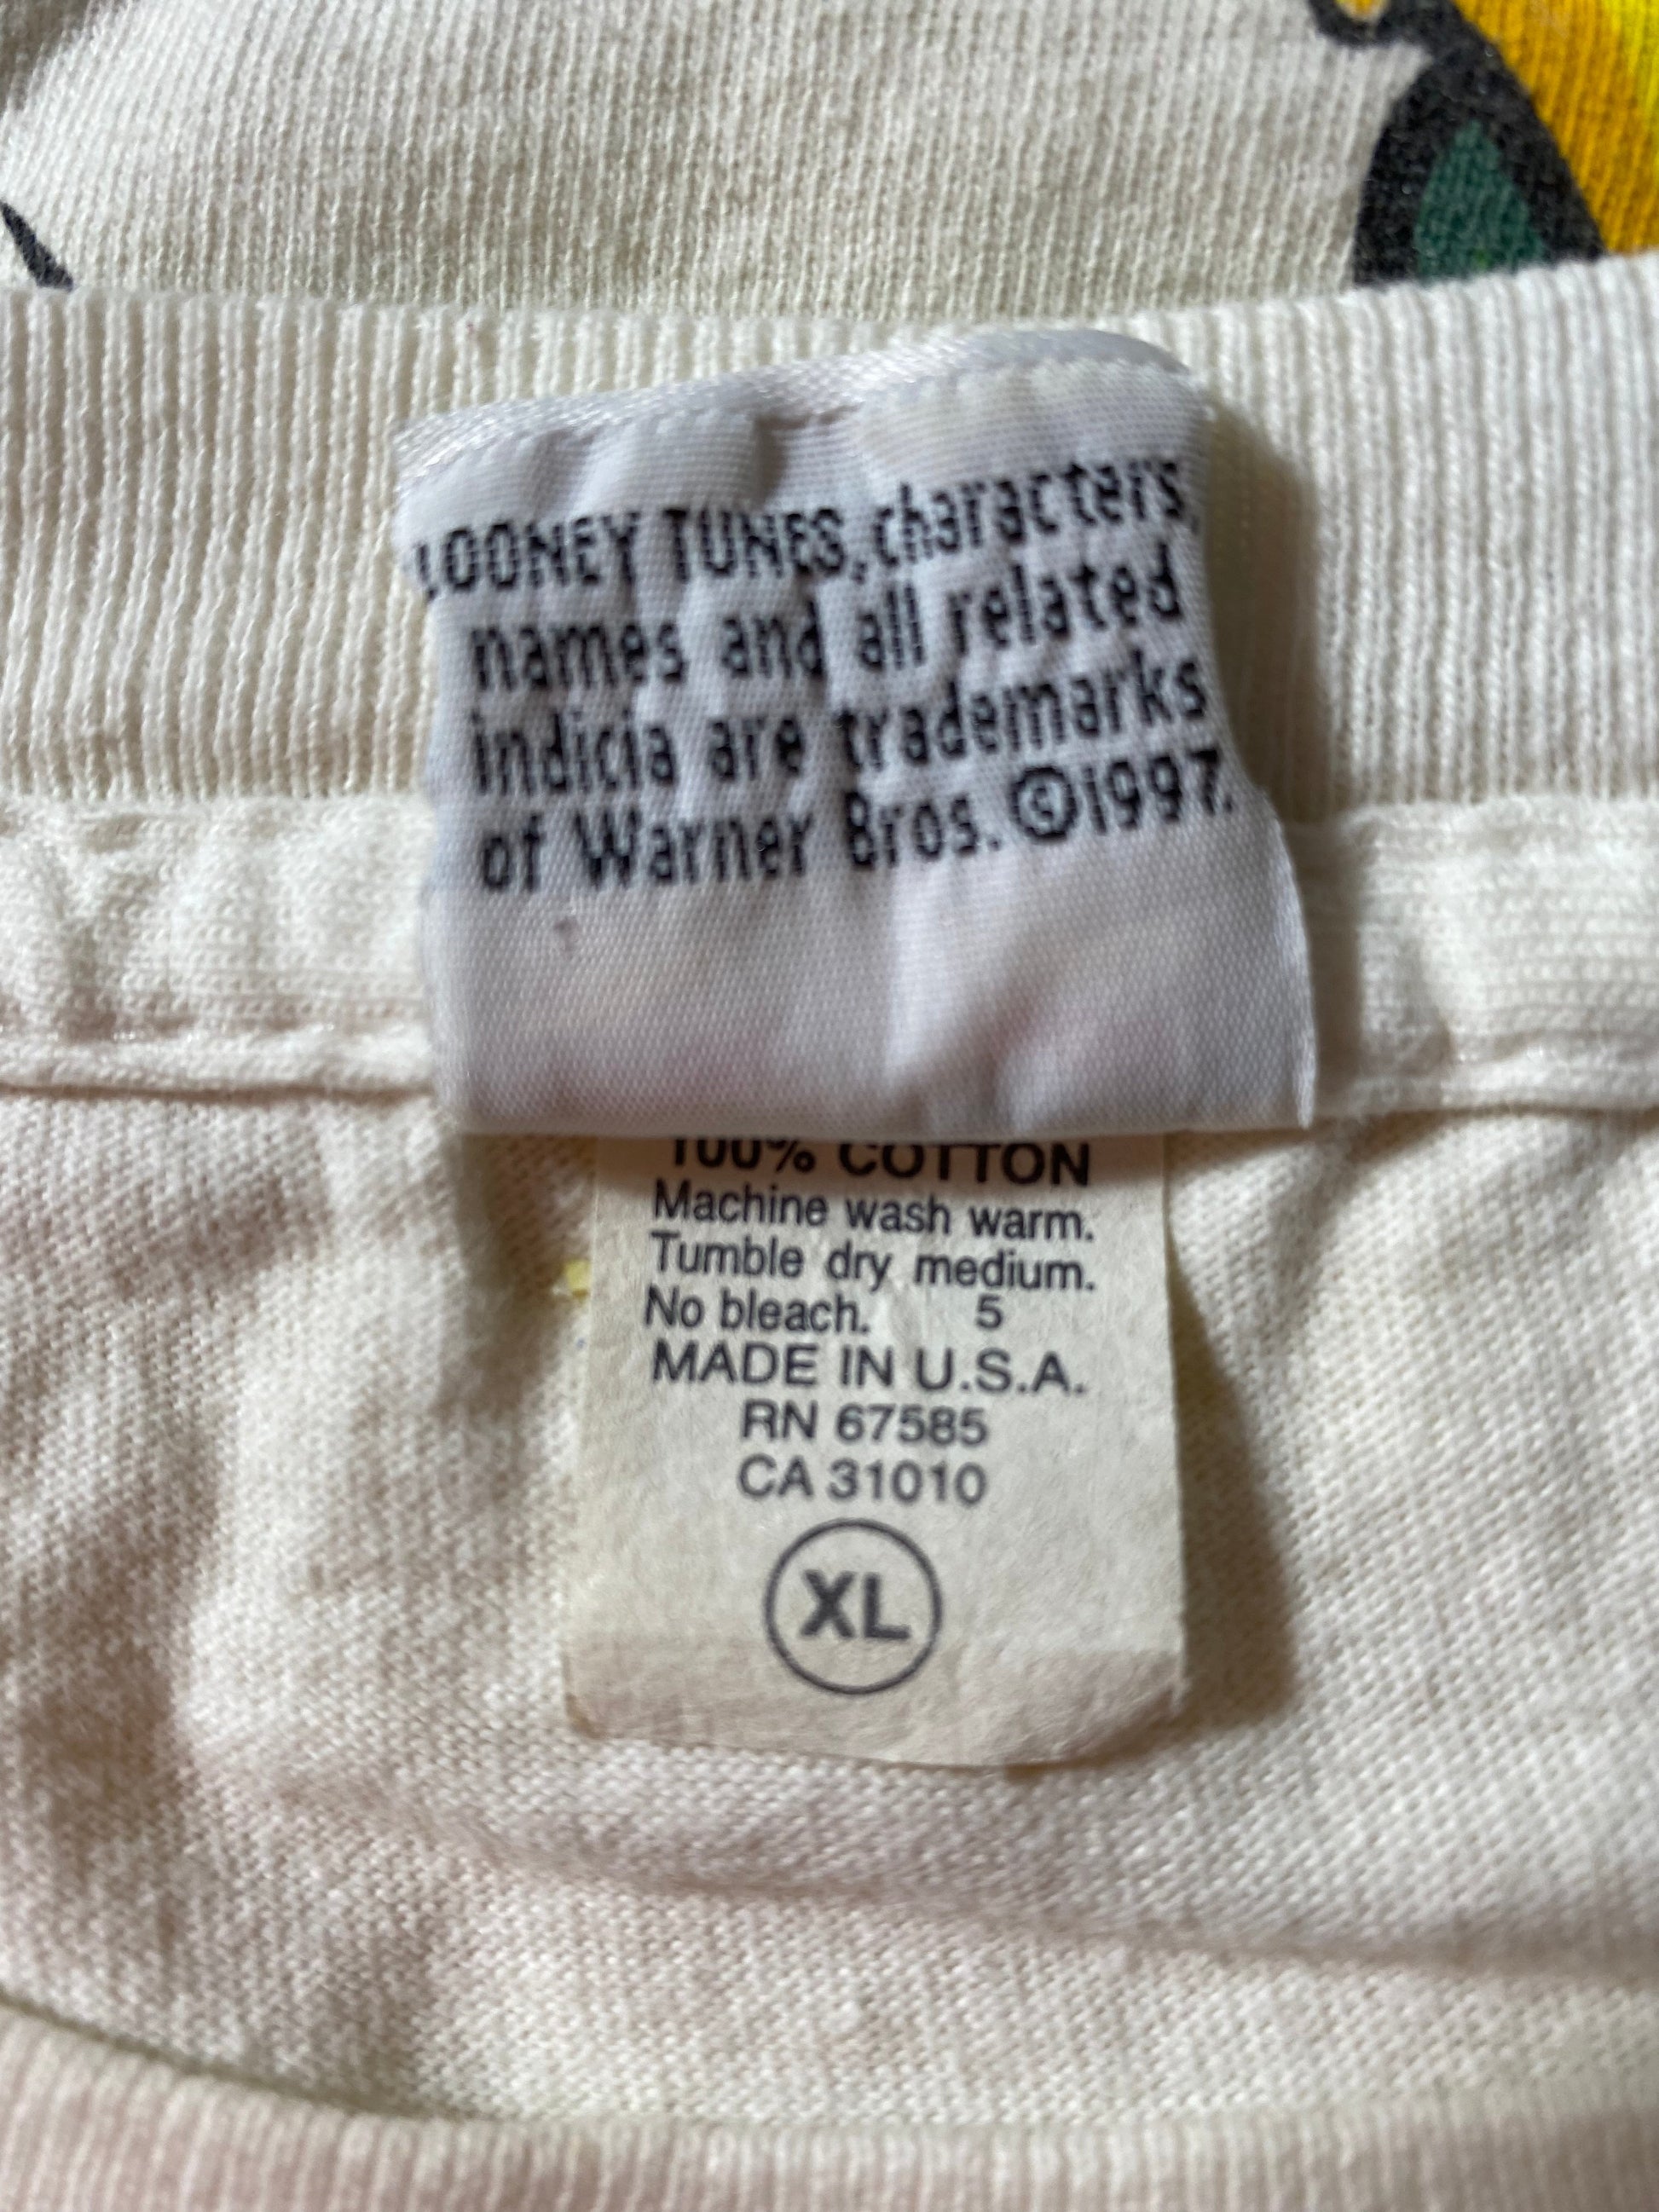 LOONEY TUNES, characters,
names and all related
indicia are trademarks
of Warner Bros. ©1997.
100% COTTON
Machine wash warm.
Tumble dry medium.
No bleach. 5
MADE IN U.S.A.
RN 67585
CA 31010
XL